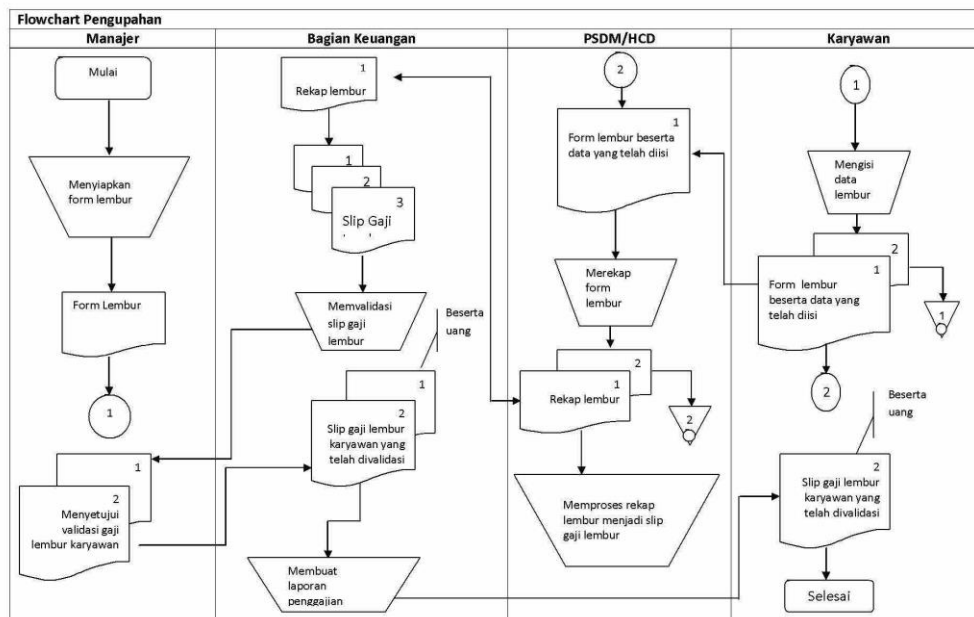 Flowchart Pengupahan
Manajer
Bagian Keuangan
PSDM/HCD
Karyawan
Mulai
Menyiapkan
form lembur
Form Lembur
1
1
2
Menyetujui
validasi gaji
lembur karyawan
1
Rekap lembur
1
2
3
Slip Gaji
Memvalidasi
slip gaji
lembur
Beserta
uang
1
2
Slip gaji lembur
karyawan yang
telah divalidasi
Membuat
laporan
penggajian
2
1
Form lembur beserta
data yang telah diisi
Merekap
form
lembur
2
1
Rekap lembur
2
Memproses rekap
lembur menjadi slip
gaji lembur
1
Mengisi
data
lembur
2
1
Form lembur
beserta data yang
telah diisi
1
2
Beserta
uang
2
Slip gaji lembur
karyawan yang
telah divalidasi
Selesai